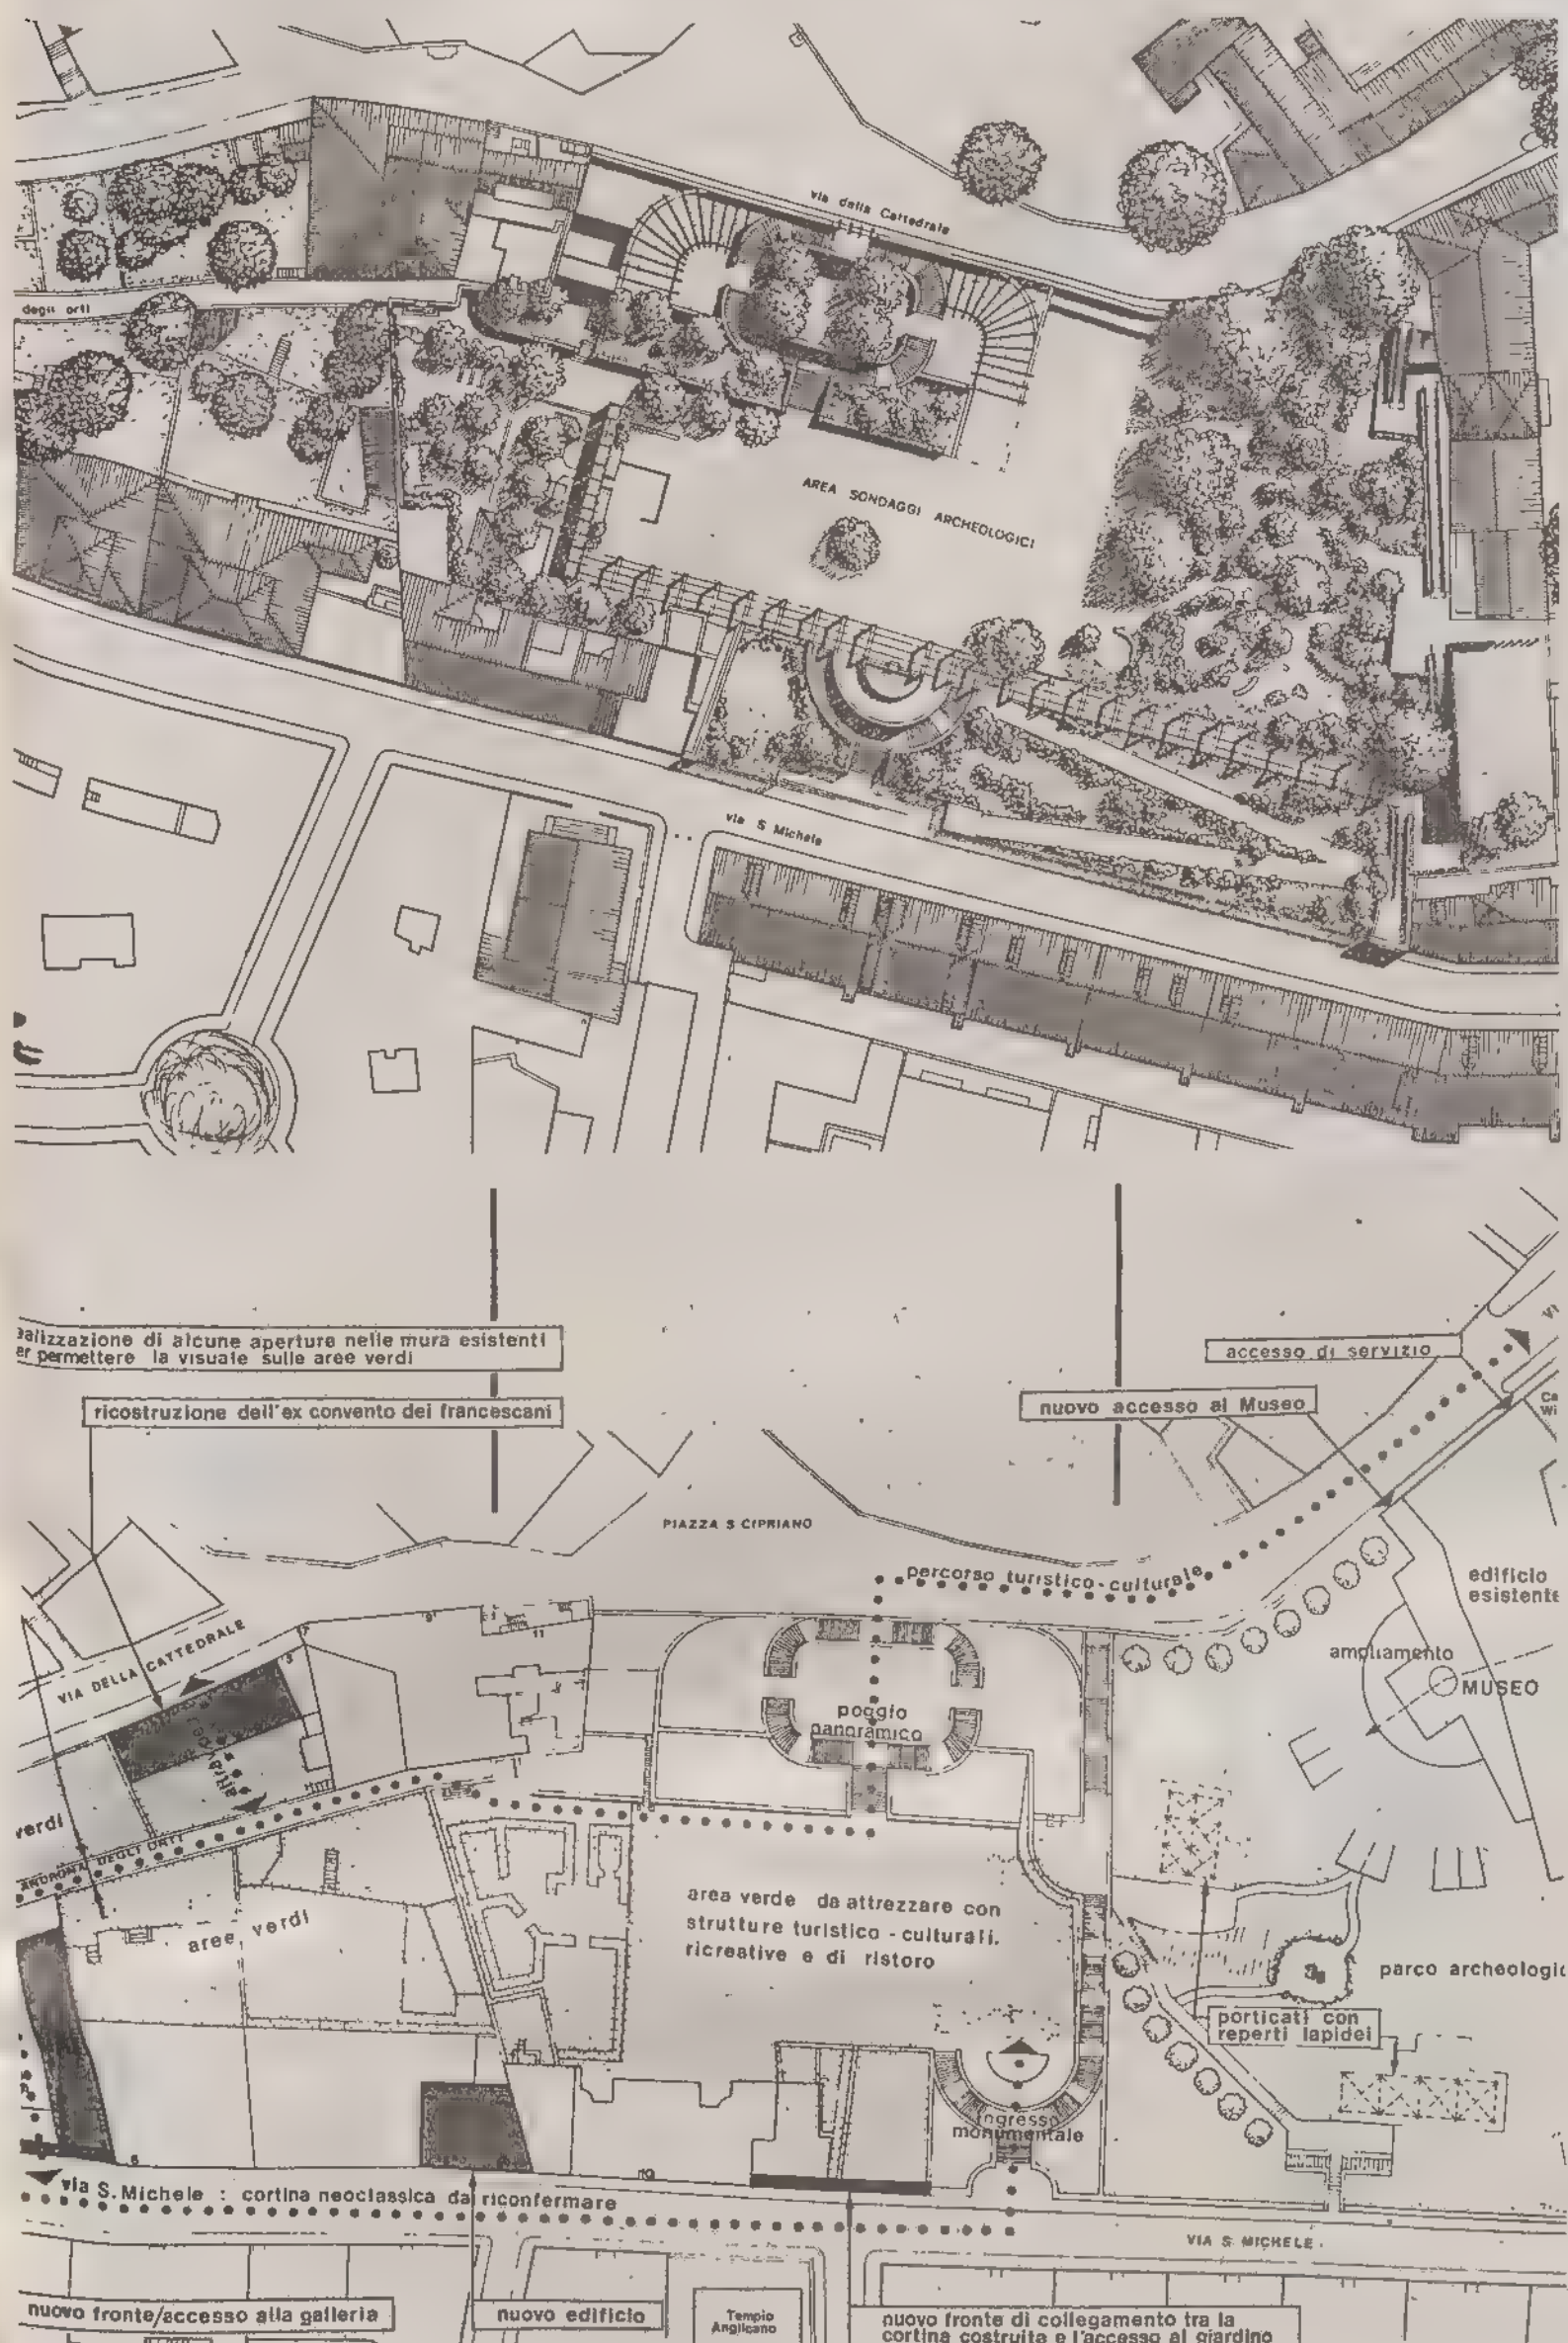 via della Cattedrale
degli orti
AREA SONDAGGI ARCHEOLOGICI
via S Michele
alizzazione di alcune aperture nelle mura esistenti
er permettere la visuale sulle aree verdi
accesso di servizio
ricostruzione dell'ex convento dei francescani
nuovo accesso al Museo
PIAZZA S CIPRIANO
percorso turistico-culturale
edificio
esistente
VIA DELLA CATTEDRALE
11
ampliamento
MUSEO
poggio
panoramico
verdi
ANDRONA DEGLI ORTI
aree verdi
area verde da attrezzare con
strutture turistico - culturali,
ricreative e di ristoro
parco archeologic
porticati con
reperti lapidei
ingresso
monumentale
10
via S. Michele : cortina neoclassica da riconfermare
VIA S MICHELE
nuovo fronte/accesso alla galleria
nuovo edificio
Tempio
Anglicano
nuovo fronte di collegamento tra la
cortina costruita e l'accesso al giardino